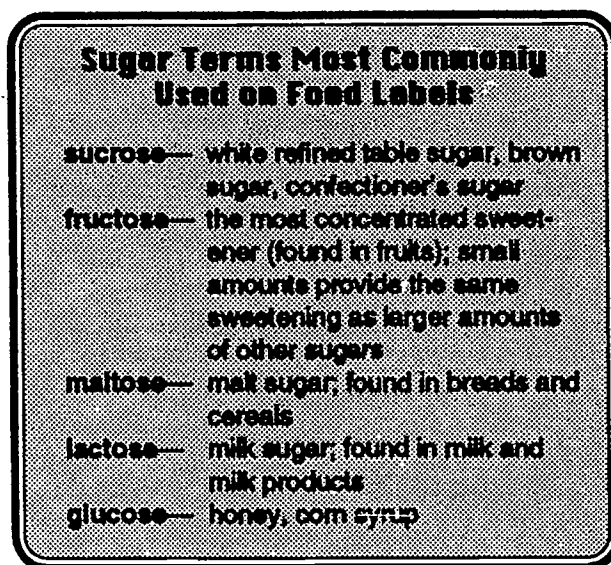 Sugar Terms Most Commonly
Used on Food Labels
sucrose— white refined table sugar, brown
sugar, confectioner's sugar
fructose— the most concentrated sweet-
ener (found in fruits); small
amounts provide the same
sweetening as larger amounts
of other sugars
maltose— malt sugar; found in breads and
cereals
lactose— milk sugar; found in milk and
milk products
glucose— honey, corn syrup